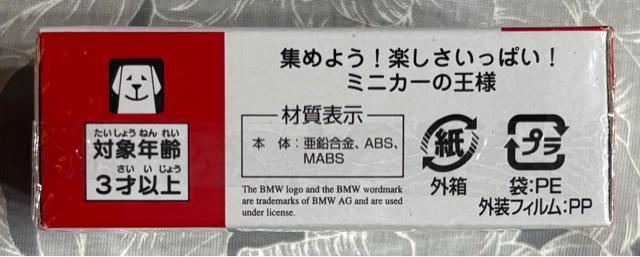 たいしょうねんれい
対象年齢
さいいじょう
3才以上
集めよう！楽しさいっぱい！
ミニカーの王様
材質表示
本　体：亜鉛合金、ABS、
MABS
The BMW logo and the BMW wordmark
are trademarks of BMW AG and are used
under license.
紙
外箱
プラ
袋:PE
外装フィルム:PP